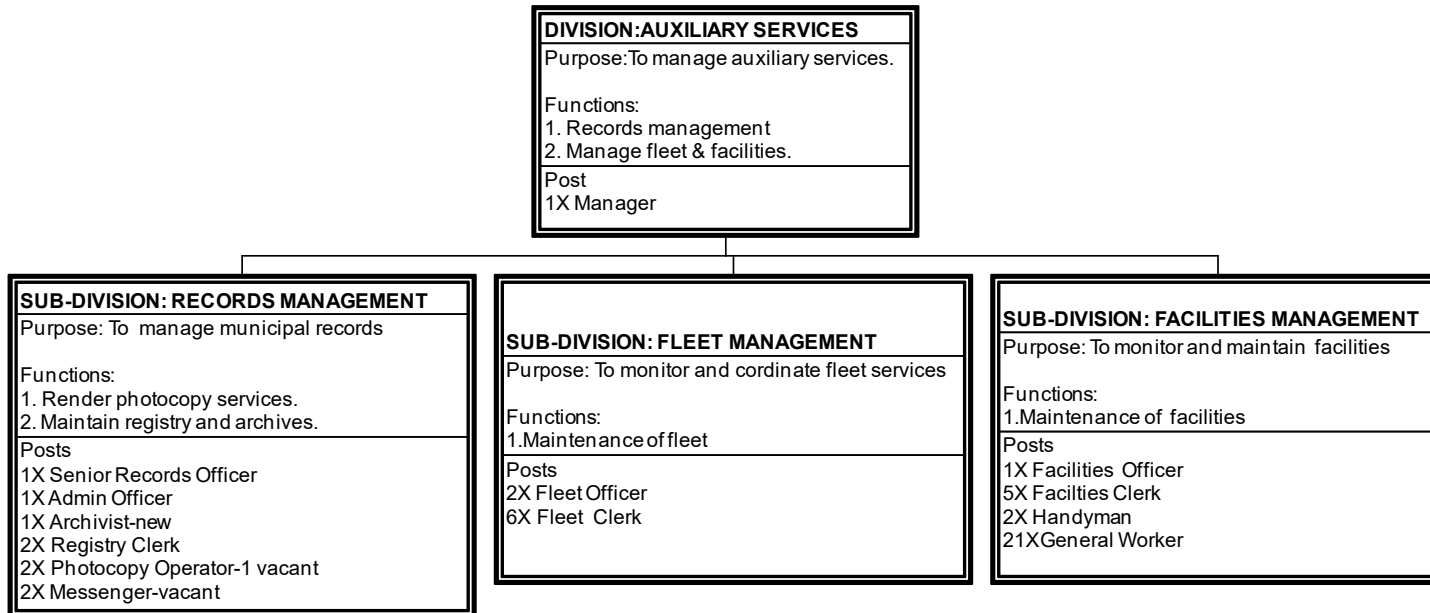 DIVISION:AUXILIARY SERVICES
Purpose:To manage auxiliary services.
Functions:
1. Records management
2. Manage fleet & facilities.
Post
1X Manager
SUB-DIVISION: RECORDS MANAGEMENT
Purpose: To manage municipal records
Functions:
1. Render photocopy services.
2. Maintain registry and archives.
Posts
1X Senior Records Officer
1X Admin Officer
1X Archivist-new
2X Registry Clerk
2X Photocopy Operator-1 vacant
2X Messenger-vacant
SUB-DIVISION: FLEET MANAGEMENT
Purpose: To monitor and cordinate fleet services
Functions:
1.Maintenance of fleet
Posts
2X Fleet Officer
6X Fleet Clerk
SUB-DIVISION: FACILITIES MANAGEMENT
Purpose: To monitor and maintain facilities
Functions:
1.Maintenance of facilities
Posts
1X Facilities Officer
5X Facilties Clerk
2X Handyman
21XGeneral Worker